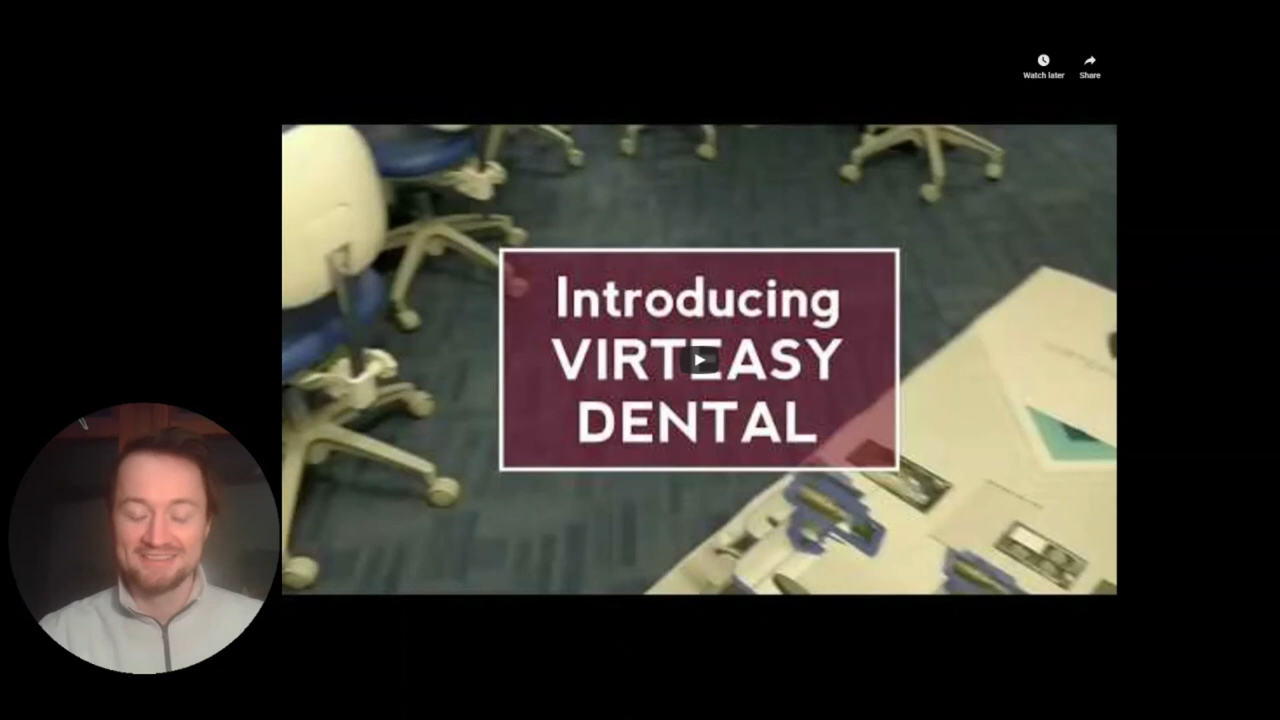 Watch later
Share
Introducing
VIRTEASY
DENTAL